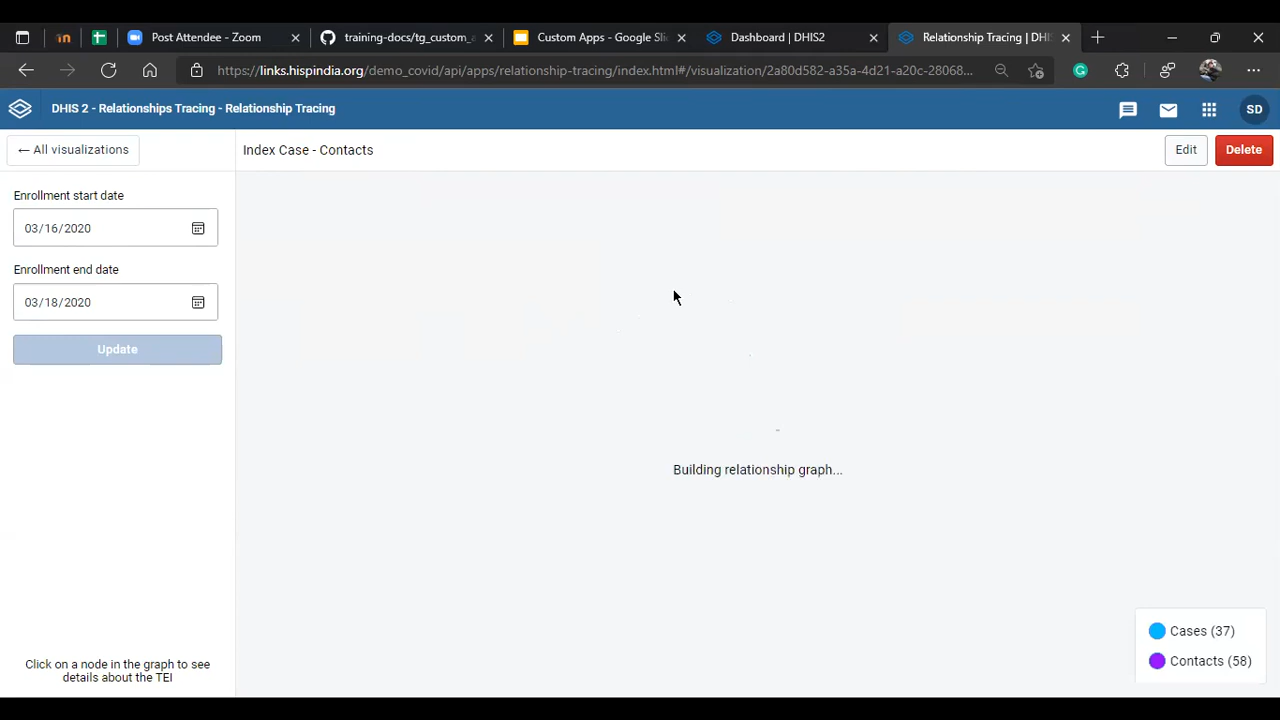 Post Attendee - Zoom
training-docs/tg_custom_a
Custom Apps - Google Slid
Dashboard | DHIS2
Relationship Tracing | DHI
https://links.hispindia.org/demo_covid/api/apps/relationship-tracing/index.html#/visualization/2a80d582-a35a-4d21-a20c-28068...
DHIS 2 - Relationships Tracing - Relationship Tracing
SD
← All visualizations
Index Case - Contacts
Edit
Delete
Enrollment start date
03/16/2020
Enrollment end date
03/18/2020
Update
Building relationship graph...
Cases (37)
Contacts (58)
Click on a node in the graph to see
details about the TEI